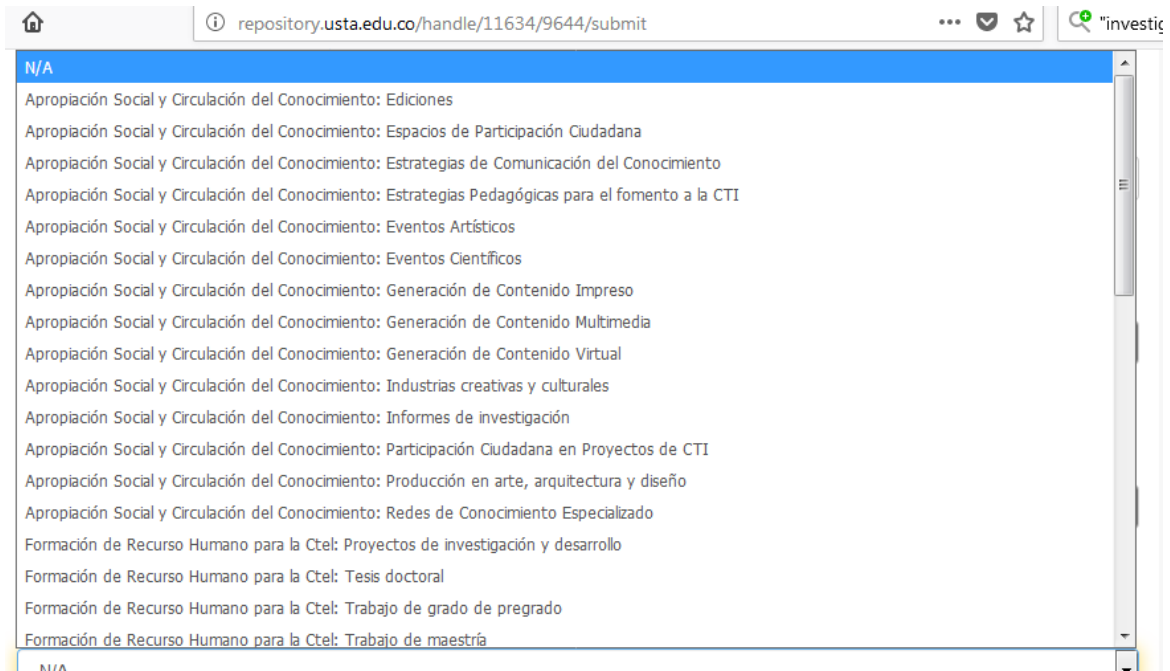 repository.usta.edu.co/handle/11634/9644/submit "investig
N/A
Apropiación Social y Circulación del Conocimiento: Ediciones
Apropiación Social y Circulación del Conocimiento: Espacios de Participación Ciudadana
Apropiación Social y Circulación del Conocimiento: Estrategias de Comunicación del Conocimiento
Apropiación Social y Circulación del Conocimiento: Estrategias Pedagógicas para el fomento a la CTI
Apropiación Social y Circulación del Conocimiento: Eventos Artísticos
Apropiación Social y Circulación del Conocimiento: Eventos Científicos
Apropiación Social y Circulación del Conocimiento: Generación de Contenido Impreso
Apropiación Social y Circulación del Conocimiento: Generación de Contenido Multimedia
Apropiación Social y Circulación del Conocimiento: Generación de Contenido Virtual
Apropiación Social y Circulación del Conocimiento: Industrias creativas y culturales
Apropiación Social y Circulación del Conocimiento: Informes de investigación
Apropiación Social y Circulación del Conocimiento: Participación Ciudadana en Proyectos de CTI
Apropiación Social y Circulación del Conocimiento: Producción en arte, arquitectura y diseño
Apropiación Social y Circulación del Conocimiento: Redes de Conocimiento Especializado
Formación de Recurso Humano para la Ctel: Proyectos de investigación y desarrollo
Formación de Recurso Humano para la Ctel: Tesis doctoral
Formación de Recurso Humano para la Ctel: Trabajo de grado de pregrado
Formación de Recurso Humano para la Ctel: Trabajo de maestría
N/A